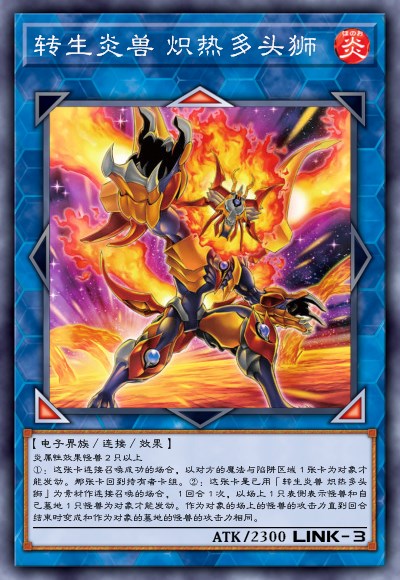 转生炎兽 炽热多头狮
ほのお
炎
【电子界族/连接/效果】
炎属性效果怪兽2只以上
①：这张卡连接召唤成功的场合，以对方的魔法与陷阱区域1张卡为对象才
能发动。那张卡回到持有者卡组。②：这张卡是已用「转生炎兽 炽热多头
狮」为素材作连接召唤的场合，1回合1次，以场上1只表侧表示怪兽和自
己墓地1只怪兽为对象才能发动。作为对象的场上的怪兽的攻击力直到回合
结束时变成和作为对象的墓地的怪兽的攻击力相同。
ATK/2300 LINK-3